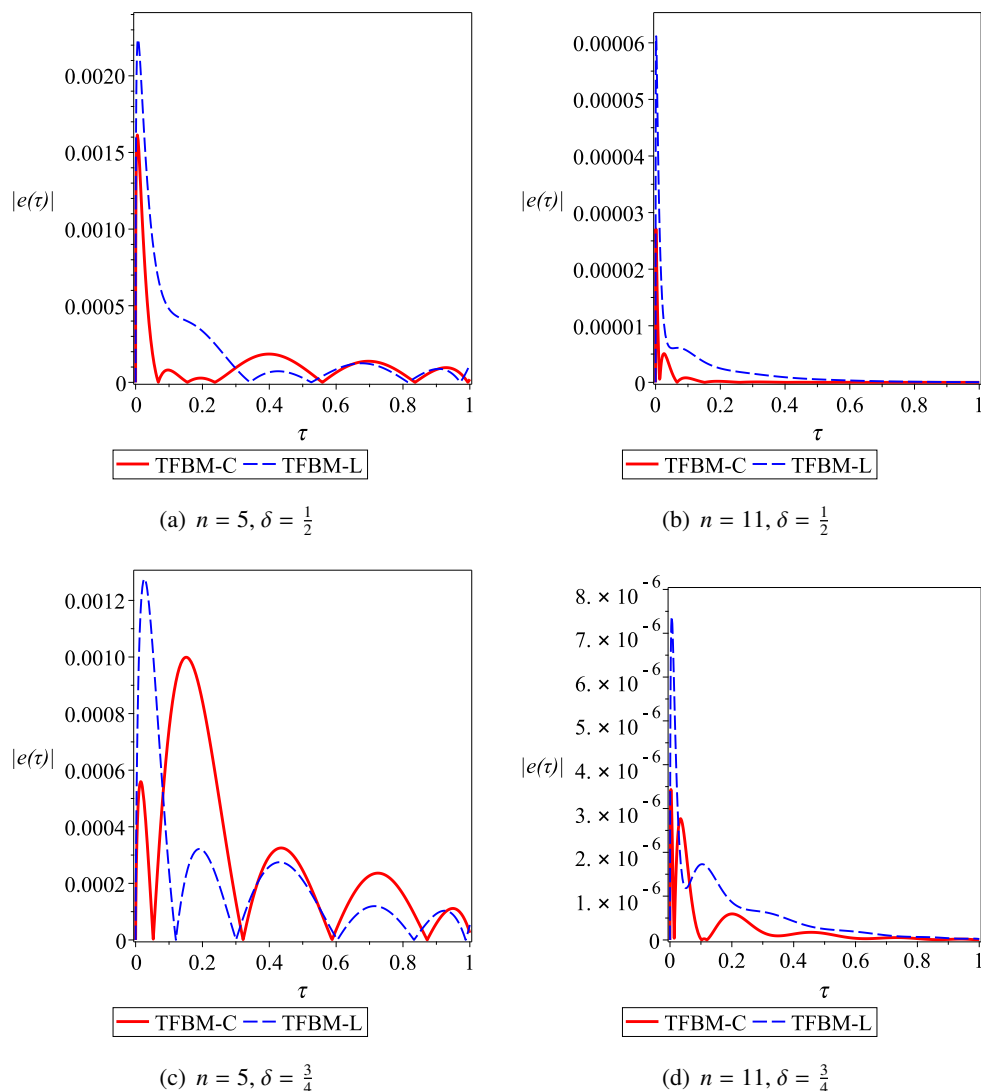 0.0020
0.0015
|e(τ)|
0.0010
0.0005
0
0 0.2 0.4 0.6 0.8 1
τ
TFBM-C TFBM-L
(a) n = 5, δ = 1/2
0.00006
0.00005
0.00004
|e(τ)|
0.00003
0.00002
0.00001
0
0 0.2 0.4 0.6 0.8 1
τ
TFBM-C TFBM-L
(b) n = 11, δ = 1/2
0.0012
0.0010
0.0008
|e(τ)|
0.0006
0.0004
0.0002
0
0 0.2 0.4 0.6 0.8 1
τ
TFBM-C TFBM-L
(c) n = 5, δ = 3/4
8. × 10⁻⁶
7. × 10⁻⁶
6. × 10⁻⁶
5. × 10⁻⁶
|e(τ)|
4. × 10⁻⁶
3. × 10⁻⁶
2. × 10⁻⁶
1. × 10⁻⁶
0
0 0.2 0.4 0.6 0.8 1
τ
TFBM-C TFBM-L
(d) n = 11, δ = 3/4